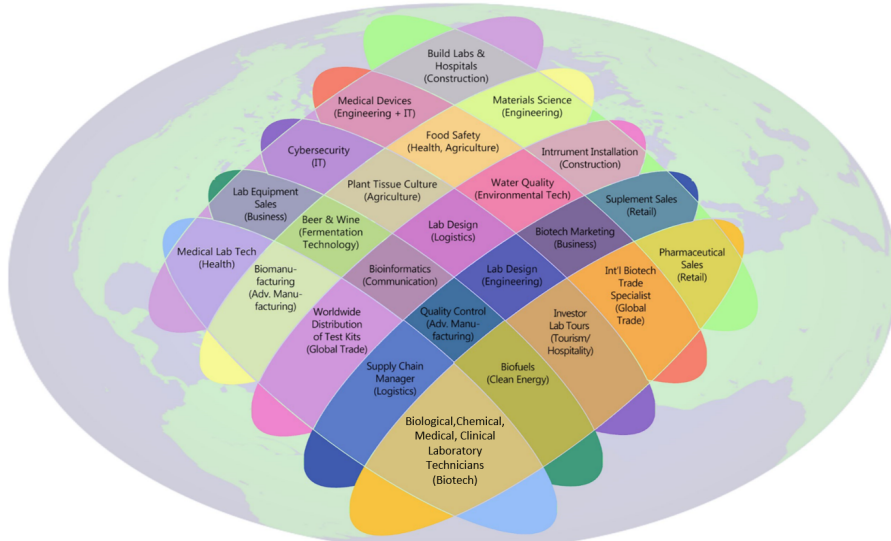 Build Labs &
Hospitals
(Construction)
Medical Devices
(Engineering + IT)
Materials Science
(Engineering)
Cybersecurity
(IT)
Food Safety
(Health, Agriculture)
Intrrument Installation
(Construction)
Lab Equipment
Sales
(Business)
Plant Tissue Culture
(Agriculture)
Water Quality
(Environmental Tech)
Suplement Sales
(Retail)
Medical Lab Tech
(Health)
Beer & Wine
(Fermentation
Technology)
Lab Design
(Logistics)
Biotech Marketing
(Business)
Pharmaceutical
Sales
(Retail)
Biomanu-
facturing
(Adv. Manu-
facturing)
Bioinformatics
(Communication)
Lab Design
(Engineering)
Int'l Biotech
Trade
Specialist
(Global
Trade)
Worldwide
Distribution
of Test Kits
(Global Trade)
Quality Control
(Adv. Manu-
facturing)
Investor
Lab Tours
(Tourism/
Hospitality)
Supply Chain
Manager
(Logistics)
Biofuels
(Clean Energy)
Biological,Chemical,
Medical, Clinical
Laboratory
Technicians
(Biotech)